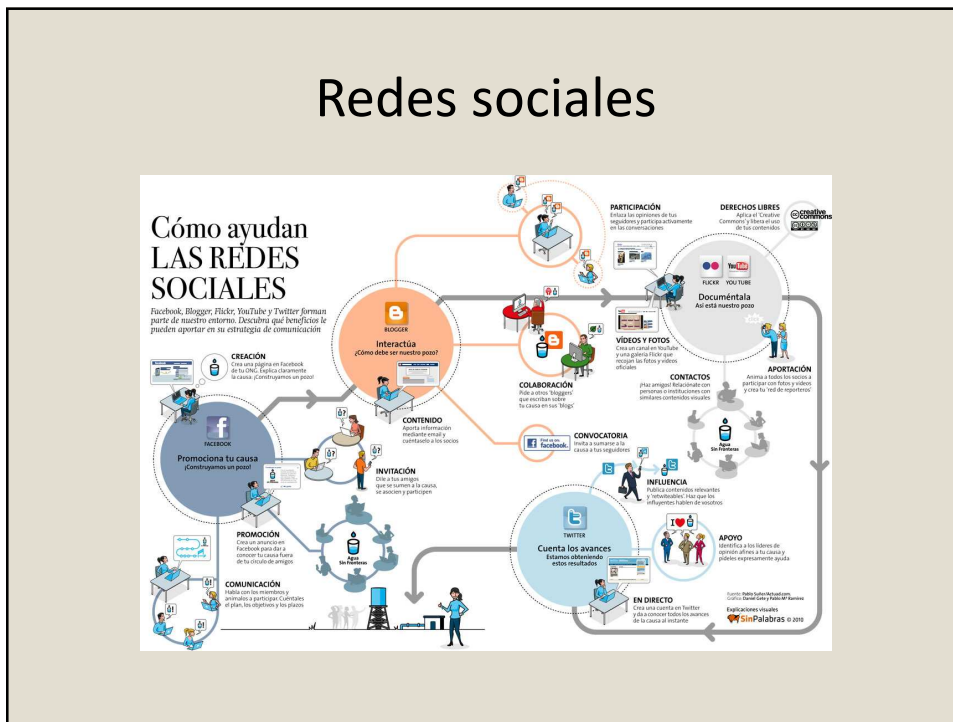 Redes sociales
Cómo ayudan
LAS REDES
SOCIALES
Facebook, Blogger, Flickr, YouTube y Twitter forman
parte de nuestro entorno. Descubra qué beneficios le
pueden aportar en su estrategia de comunicación
CREACIÓN
Crea una página en Facebook
de tu ONG. Explica claramente
la causa: ¡Construyamos un pozo!
FACEBOOK
Promociona tu causa
¡Construyamos un pozo!
INVITACIÓN
Dile a tus amigos
que se sumen a la causa,
se asocien y participen
PROMOCIÓN
Crea un anuncio en
Facebook para dar a
conocer tu causa fuera
de tu círculo de amigos
Agua
Sin Fronteras
COMUNICACIÓN
Habla con los miembros y
anímalos a participar. Cuéntales
el plan, los objetivos y los plazos
BLOGGER
Interactúa
¿Cómo debe ser nuestro pozo?
CONTENIDO
Aporta información
mediante email y
cuéntaselo a los socios
PARTICIPACIÓN
Enlaza las opiniones de tus
seguidores y participa activamente
en las conversaciones
COLABORACIÓN
Pide a otros 'bloggers'
que escriban sobre
tu causa en sus 'blogs'
Find us on
facebook.
CONVOCATORIA
Invita a sumarse a la
causa a tus seguidores
DERECHOS LIBRES
Aplica el 'Creative
Commons' y libera el uso
de tus contenidos
creative
commons
FLICKR
YOU TUBE
Documéntala
Así está nuestro pozo
VÍDEOS Y FOTOS
Crea un canal en YouTube
y una galería Flickr que
recojan las fotos y vídeos
oficiales
CONTACTOS
¡Haz amigos! Relaciónate con
personas o instituciones con
similares contenidos visuales
Agua
Sin Fronteras
APORTACIÓN
Anima a todos los socios a
participar con fotos y vídeos
y crea tu 'red de reporteros'
INFLUENCIA
Publica contenidos relevantes
y 'retwiteables'. Haz que los
influyentes hablen de vosotros
TWITTER
Cuenta los avances
Estamos obteniendo
estos resultados
APOYO
Identifica a los líderes de
opinión afines a tu causa y
pídeles expresamente ayuda
EN DIRECTO
Crea una cuenta en Twitter
y da a conocer todos los avances
de la causa al instante
Explicaciones visuales
SinPalabras © 2010